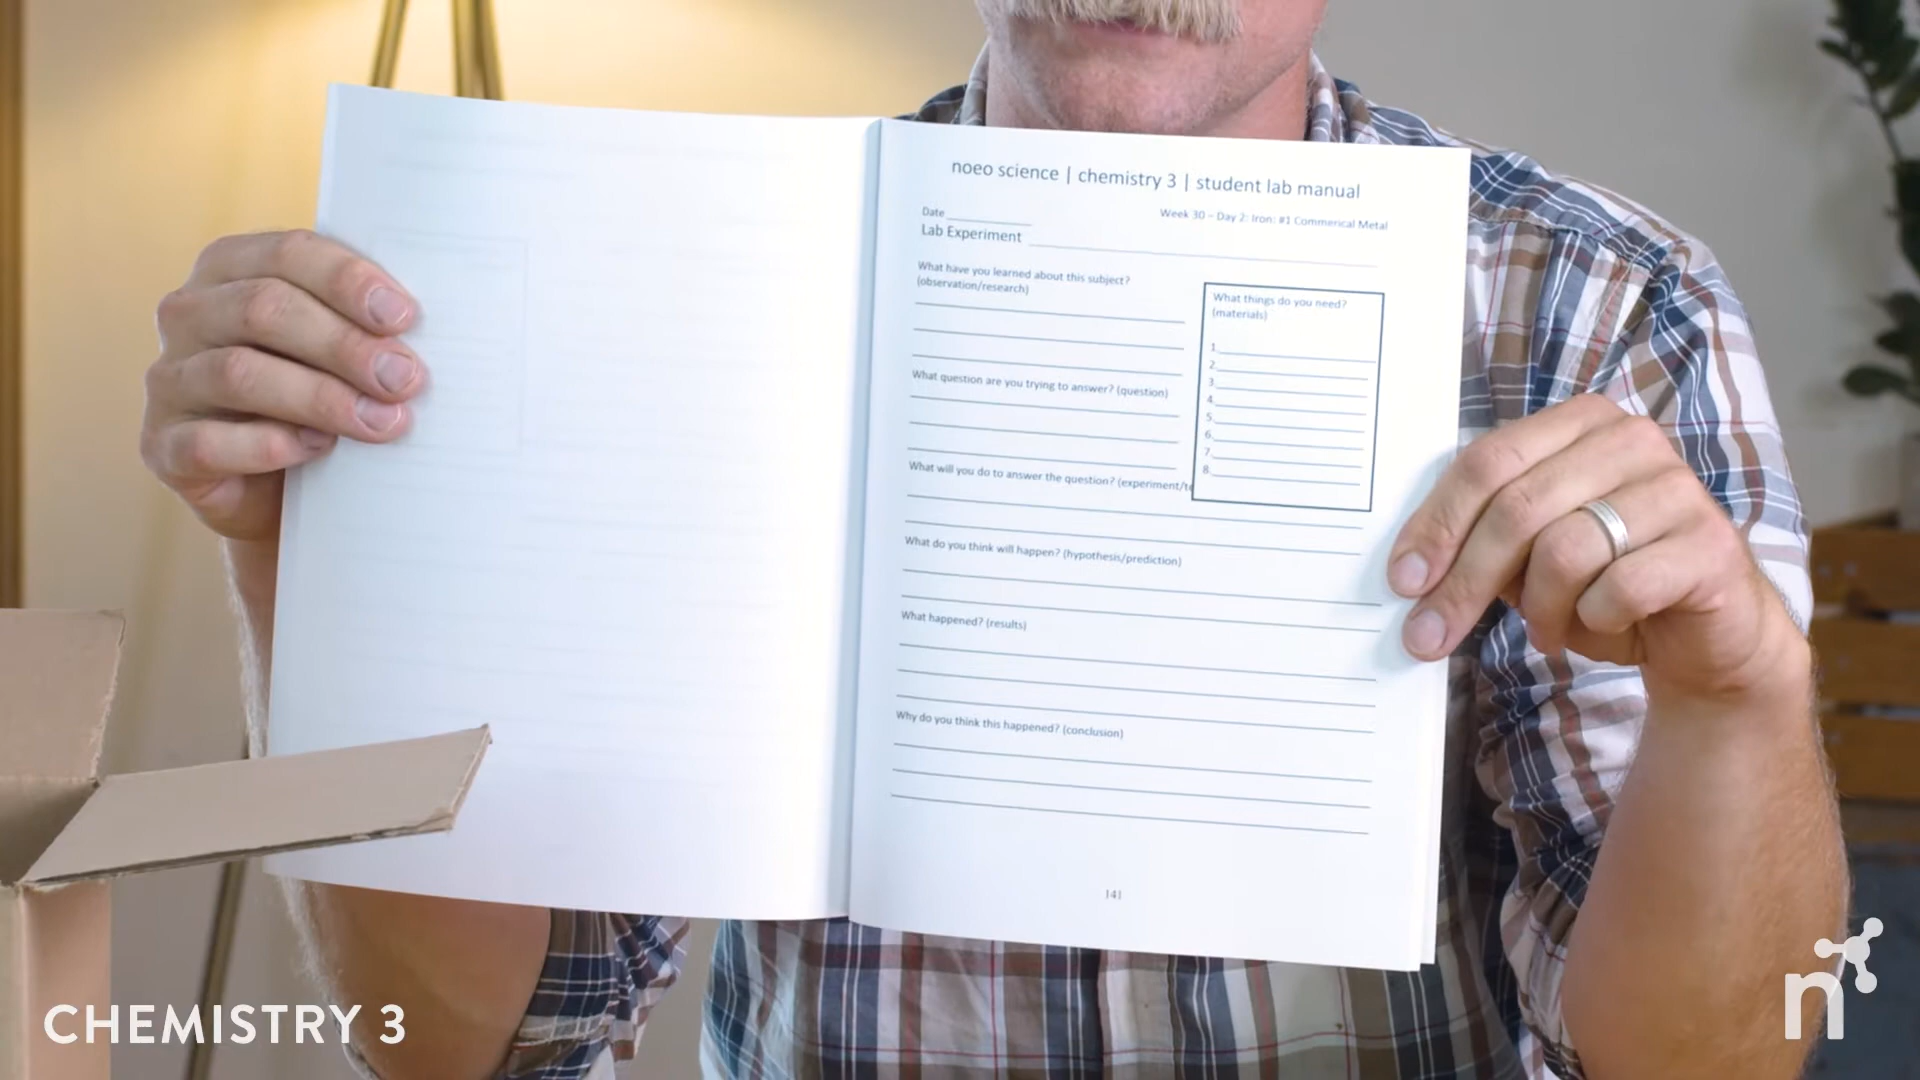 noeo science | chemistry 3 | student lab manual
Date
Week 30 – Day 2: Iron: #1 Commerical Metal
Lab Experiment
What have you learned about this subject?
(observation/research)
What things do you need?
(materials)
1.
2.
3.
4.
5.
6.
7.
8.
What question are you trying to answer? (question)
What will you do to answer the question? (experiment/te
What do you think will happen? (hypothesis/prediction)
What happened? (results)
Why do you think this happened? (conclusion)
141
CHEMISTRY 3
n